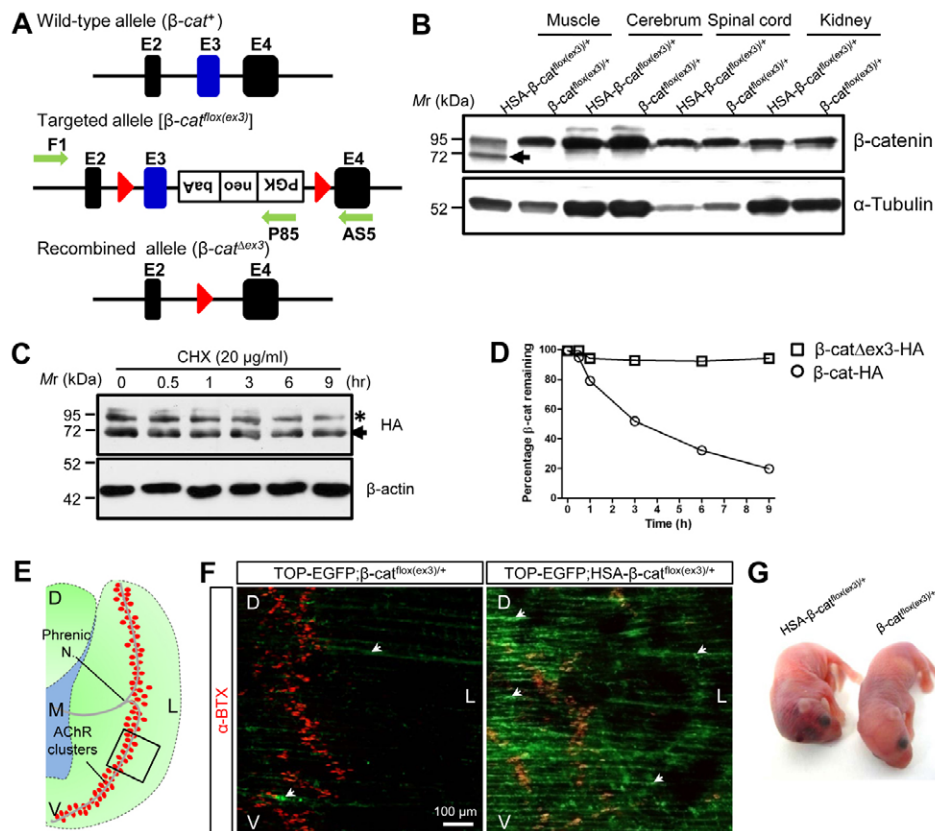 A
Wild-type allele (β-cat+)
E2 E3 E4
Targeted allele [β-catflox(ex3)]
F1
E2 E3 E4
baA neo PGK
P85 AS5
Recombined allele (β-catΔex3)
E2 E4
B
Muscle Cerebrum Spinal cord Kidney
HSA-β-catflox(ex3)/+ β-catflox(ex3)/+ HSA-β-catflox(ex3)/+ β-catflox(ex3)/+ HSA-β-catflox(ex3)/+ β-catflox(ex3)/+ HSA-β-catflox(ex3)/+ β-catflox(ex3)/+
Mr (kDa)
95
72
β-catenin
52
α-Tubulin
C
CHX (20 μg/ml)
Mr (kDa) 0 0.5 1 3 6 9 (hr)
95 *
72
HA
52
42
β-actin
D
Percentage β-cat remaining
100
80
60
40
20
0
0 1 2 3 4 5 6 7 8 9
Time (h)
β-catΔex3-HA
β-cat-HA
E
D
Phrenic
N.
M
L
AChR
clusters
V
F
TOP-EGFP;β-catflox(ex3)/+ TOP-EGFP;HSA-β-catflox(ex3)/+
α-BTX
D D
L L
V V
100 μm
G
HSA-β-catflox(ex3)/+ β-catflox(ex3)/+